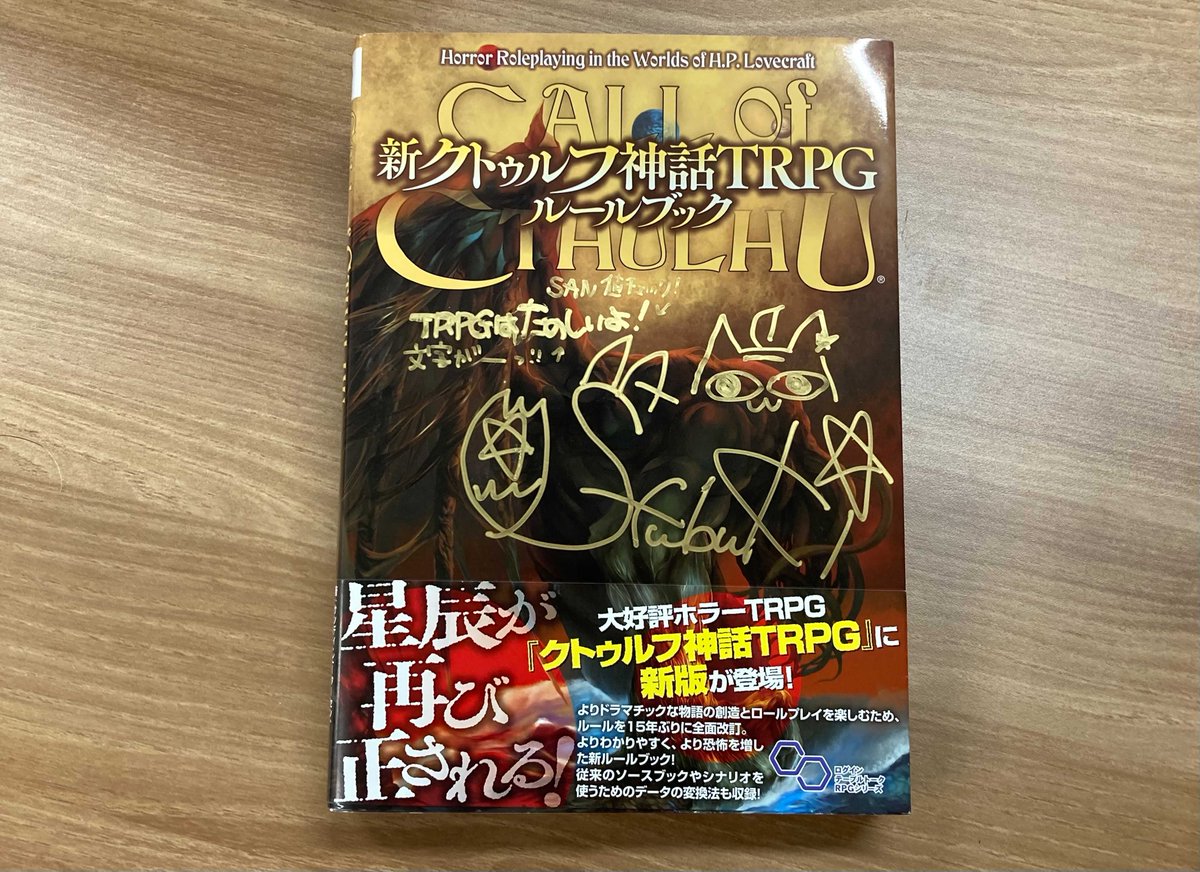 Horror Roleplaying in the Worlds of H.P. Lovecraft
CALL of
新クトゥルフ神話TRPG
ルールブック
CTHULHU®
SAN値チェック!
TRPGはたのしいよ!
文字がーっ!!
星辰が
再び
正される!
大好評ホラーTRPG
『クトゥルフ神話TRPG』に
新版が登場!
よりドラマチックな物語の創造とロールプレイを楽しむため、
ルールを15年ぶりに全面改訂。
よりわかりやすく、より恐怖を増し
た新ルールブック!
従来のソースブックやシナリオを
使うためのデータの変換法も収録!
ログイン
テーブルトーク
RPGシリーズ